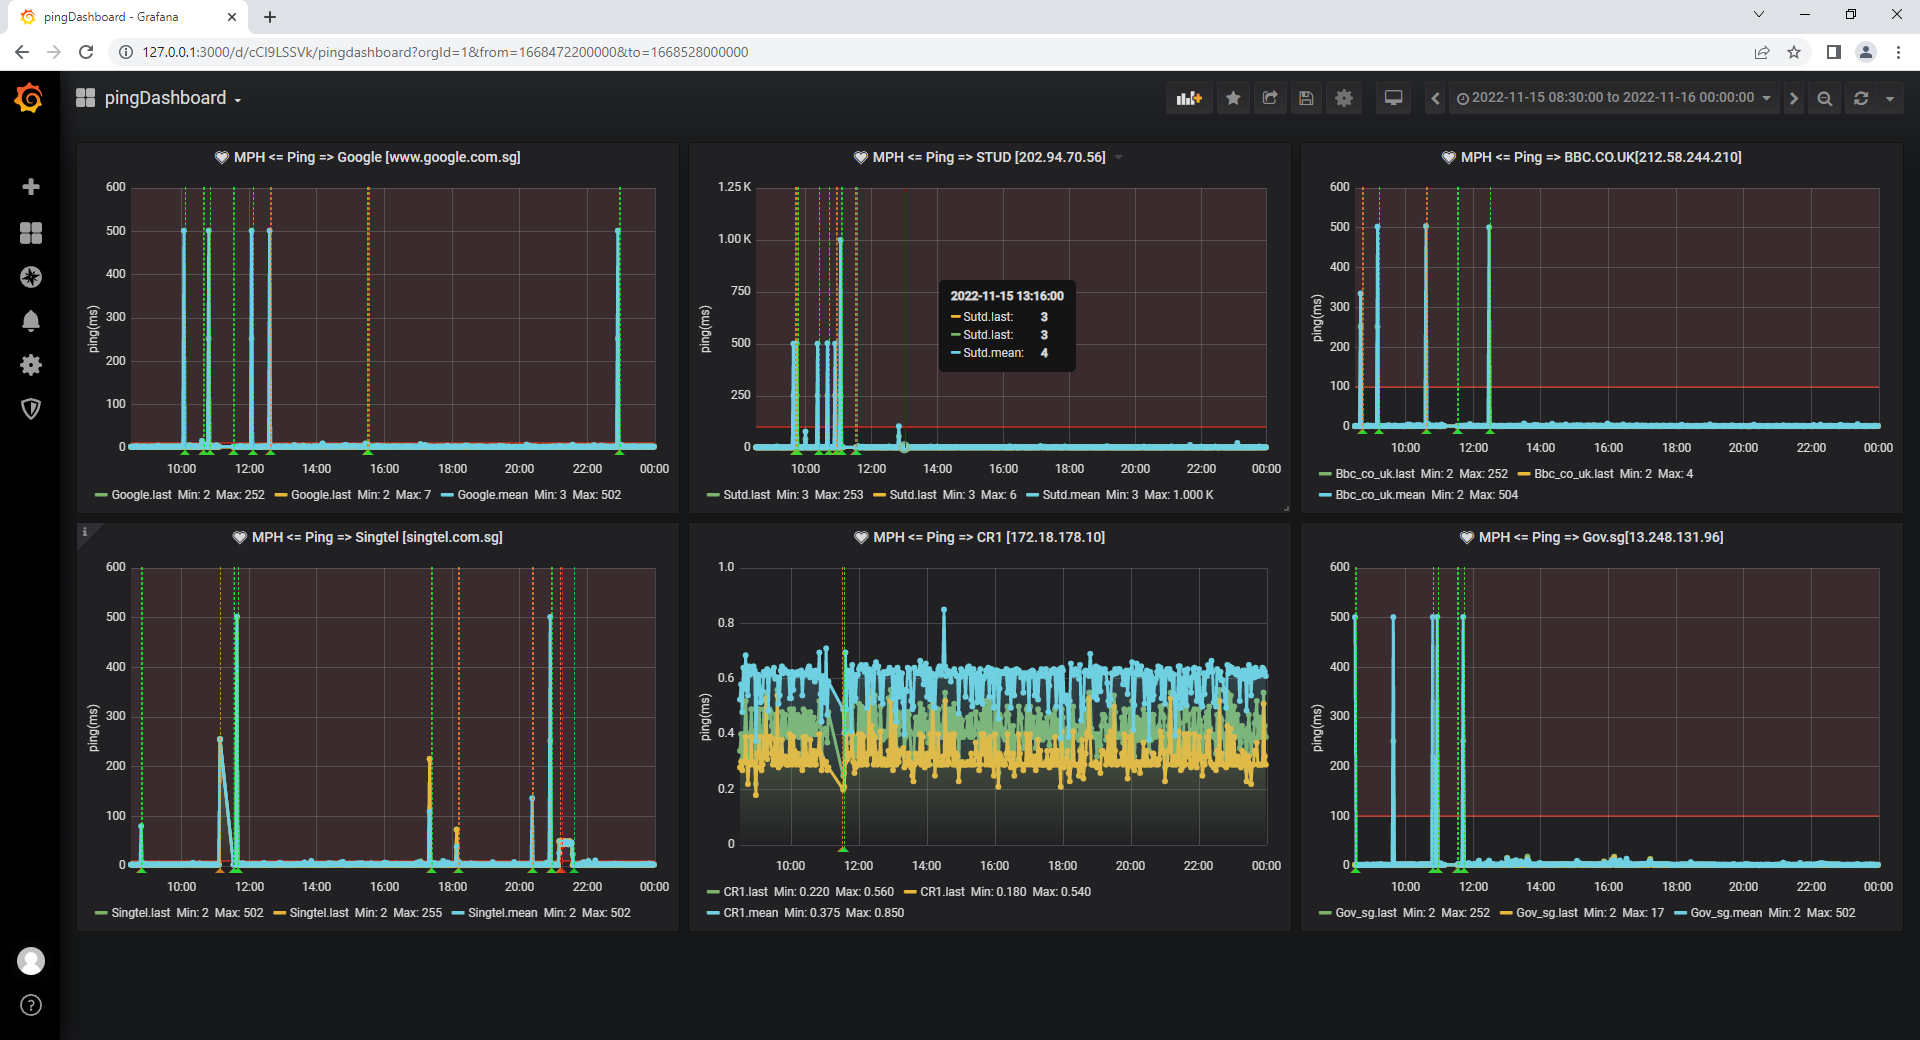 pingDashboard - Grafana
127.0.0.1:3000/d/cCI9LSSVk/pingdashboard?orgId=1&from=1668472200000&to=1668528000000
pingDashboard
2022-11-15 08:30:00 to 2022-11-16 00:00:00
MPH <= Ping => Google [www.google.com.sg]
ping(ms)
600
500
400
300
200
100
0
10:00 12:00 14:00 16:00 18:00 20:00 22:00 00:00
Google.last Min: 2 Max: 252 Google.last Min: 2 Max: 7 Google.mean Min: 3 Max: 502
MPH <= Ping => STUD [202.94.70.56]
ping(ms)
1.25 K
1.00 K
750
500
250
0
2022-11-15 13:16:00
Sutd.last: 3
Sutd.last: 3
Sutd.mean: 4
10:00 12:00 14:00 16:00 18:00 20:00 22:00 00:00
Sutd.last Min: 3 Max: 253 Sutd.last Min: 3 Max: 6 Sutd.mean Min: 3 Max: 1.000 K
MPH <= Ping => BBC.CO.UK[212.58.244.210]
ping(ms)
600
500
400
300
200
100
0
10:00 12:00 14:00 16:00 18:00 20:00 22:00 00:00
Bbc_co_uk.last Min: 2 Max: 252 Bbc_co_uk.last Min: 2 Max: 4
Bbc_co_uk.mean Min: 2 Max: 504
MPH <= Ping => Singtel [singtel.com.sg]
ping(ms)
600
500
400
300
200
100
0
10:00 12:00 14:00 16:00 18:00 20:00 22:00 00:00
Singtel.last Min: 2 Max: 502 Singtel.last Min: 2 Max: 255 Singtel.mean Min: 2 Max: 502
MPH <= Ping => CR1 [172.18.178.10]
ping(ms)
1.0
0.8
0.6
0.4
0.2
0
10:00 12:00 14:00 16:00 18:00 20:00 22:00 00:00
CR1.last Min: 0.220 Max: 0.560 CR1.last Min: 0.180 Max: 0.540
CR1.mean Min: 0.375 Max: 0.850
MPH <= Ping => Gov.sg[13.248.131.96]
ping(ms)
600
500
400
300
200
100
0
10:00 12:00 14:00 16:00 18:00 20:00 22:00 00:00
Gov_sg.last Min: 2 Max: 252 Gov_sg.last Min: 2 Max: 17 Gov_sg.mean Min: 2 Max: 502